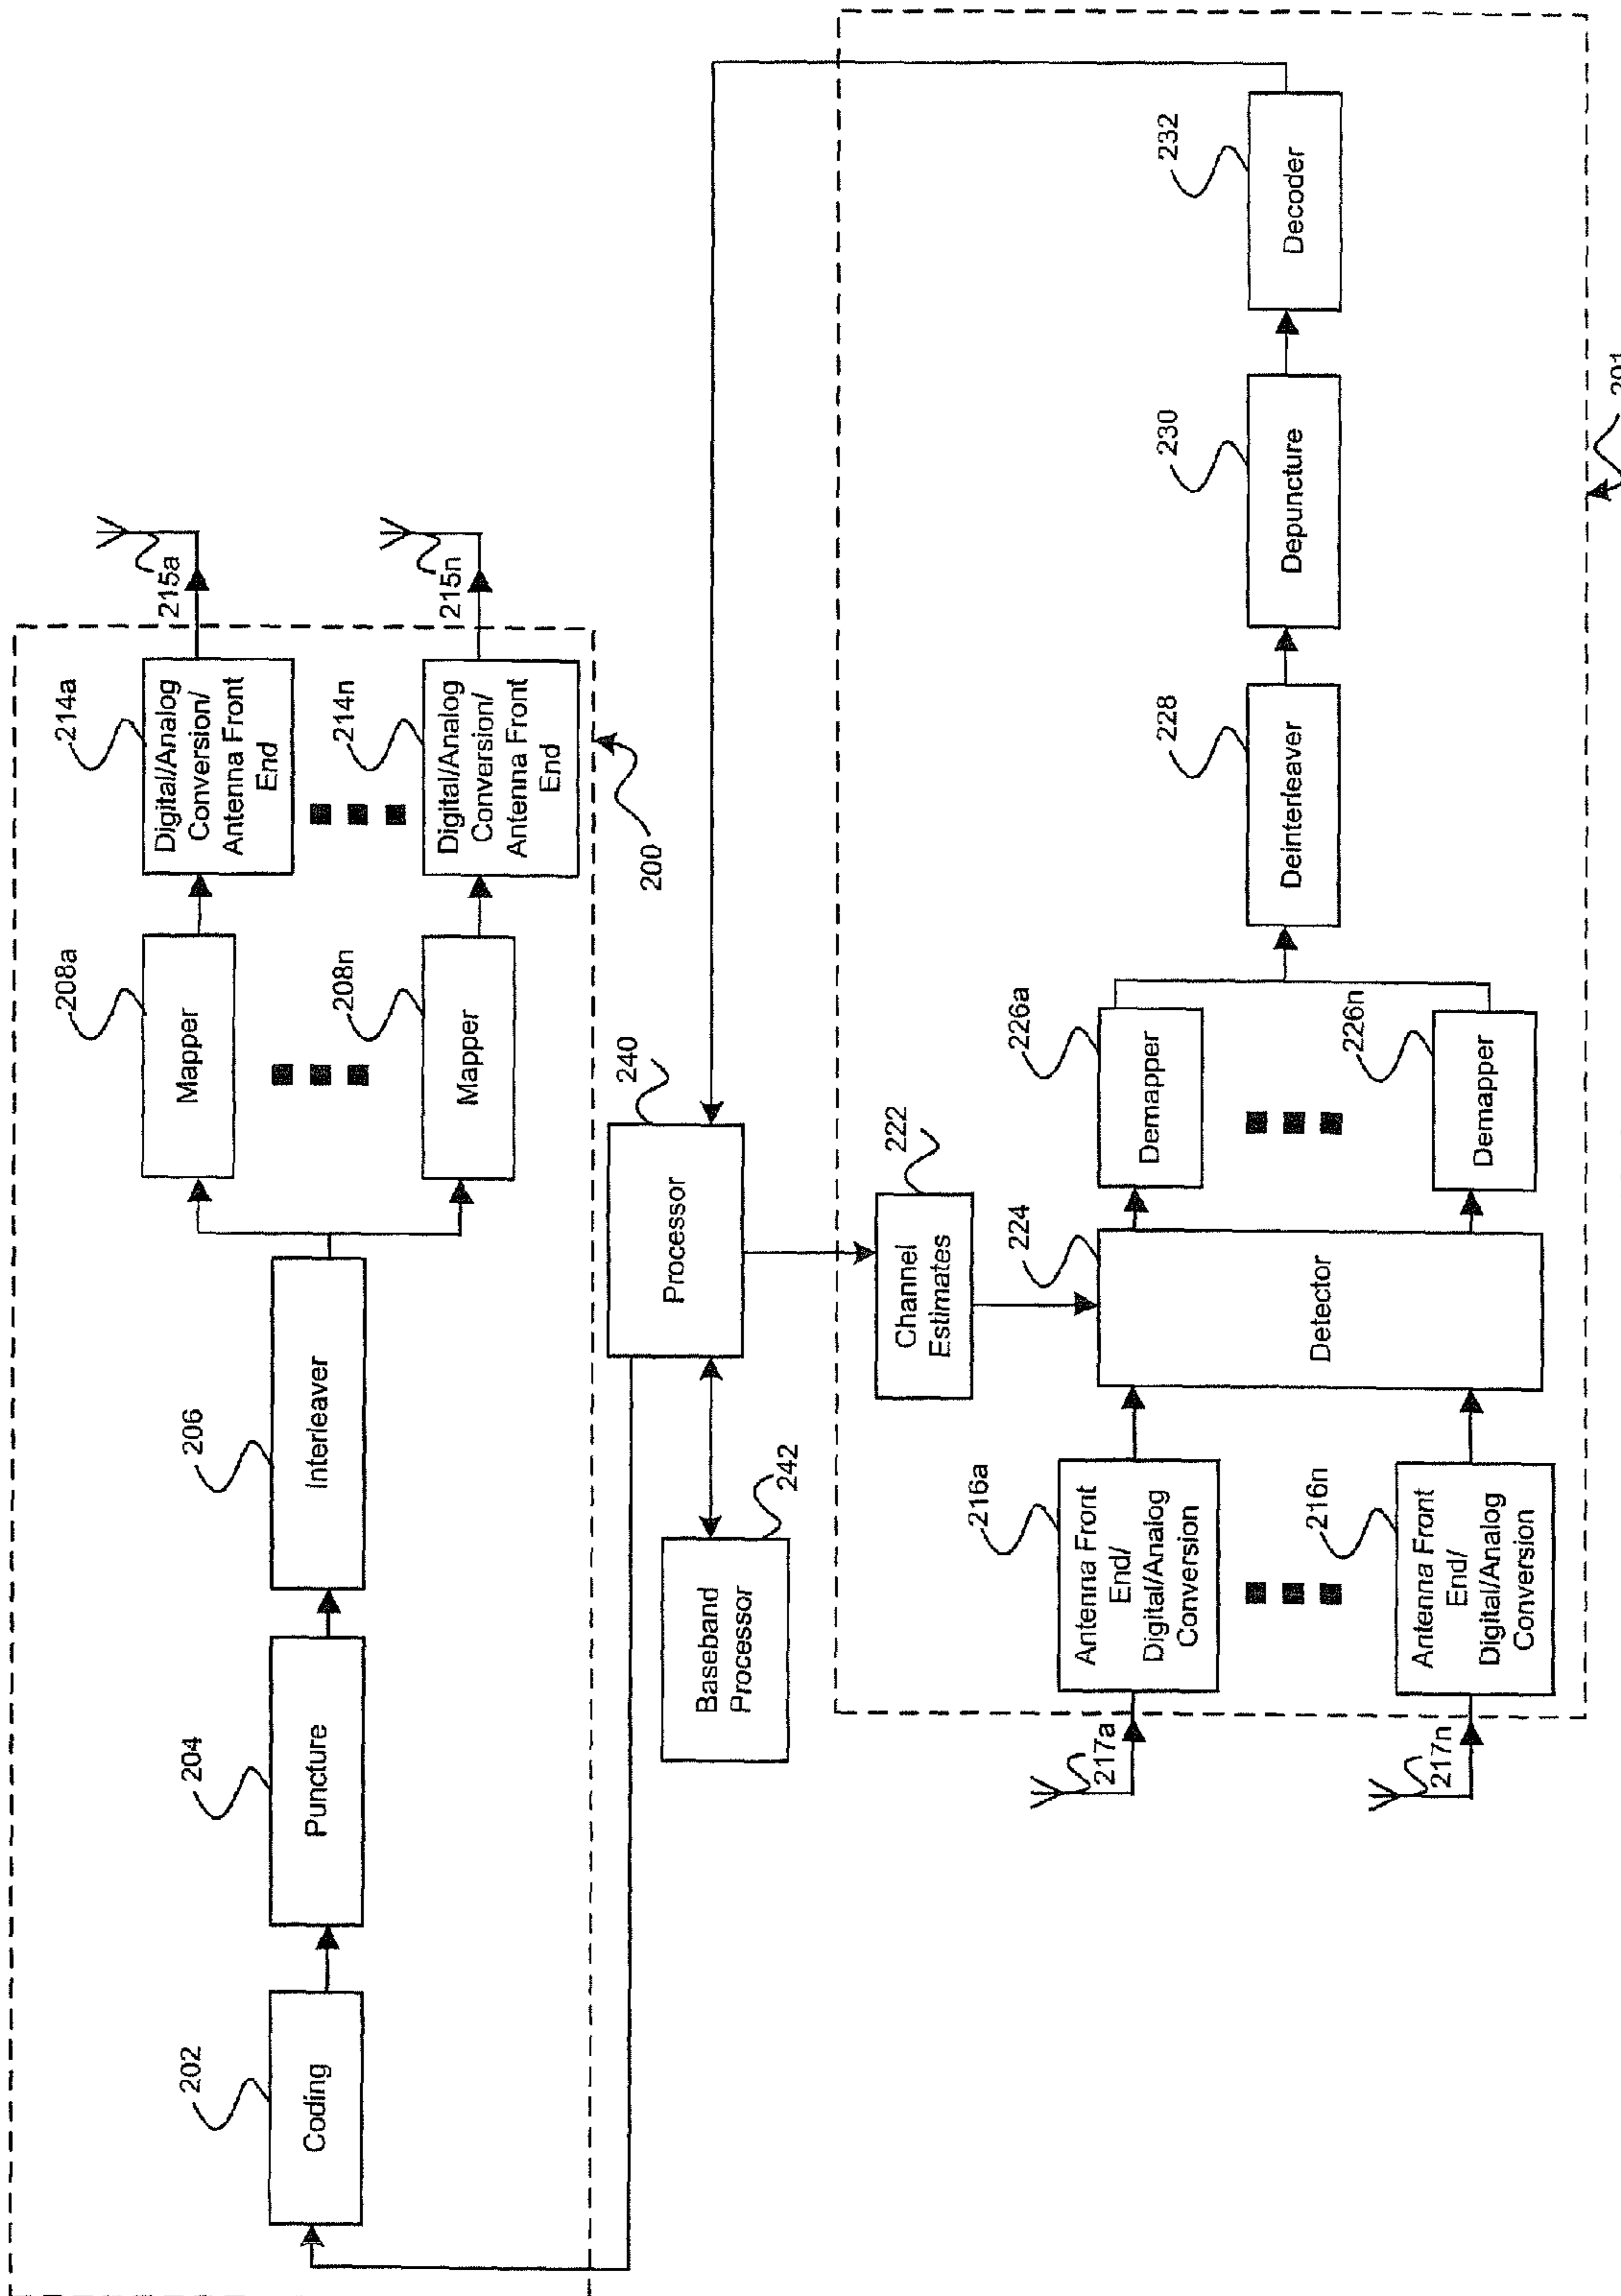 202
Coding
204
Puncture
206
Interleaver
208a
Mapper
208n
Mapper
214a
Digital/Analog
Conversion/
Antenna Front
End
214n
Digital/Analog
Conversion/
Antenna Front
End
215a
215n
200
240
Processor
242
Baseband
Processor
222
Channel
Estimates
217a
217n
216a
Antenna Front
End/
Digital/Analog
Conversion
216n
Antenna Front
End/
Digital/Analog
Conversion
224
Detector
226a
Demapper
226n
Demapper
228
Deinterleaver
230
Depuncture
232
Decoder